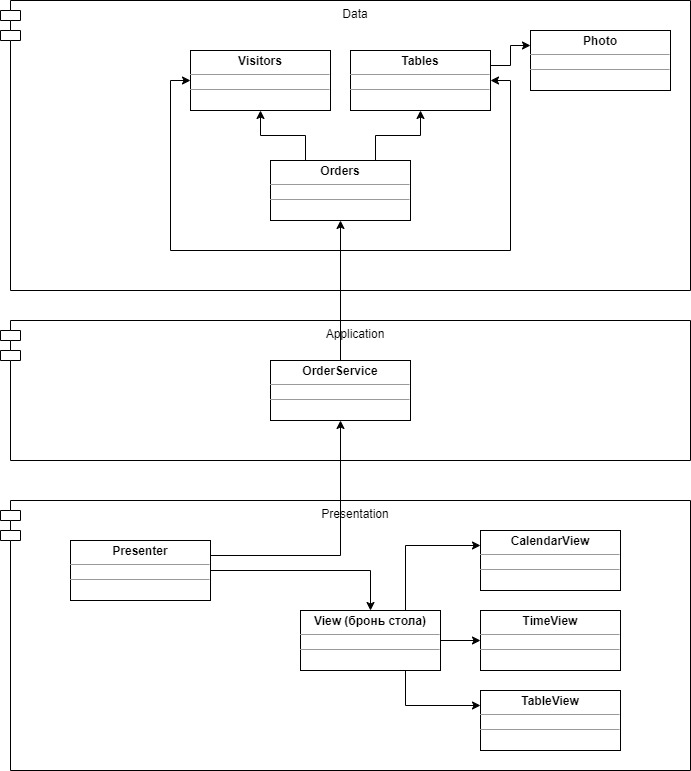 Data
Visitors
Tables
Photo
Orders
Application
OrderService
Presentation
Presenter
CalendarView
View (бронь стола)
TimeView
TableView